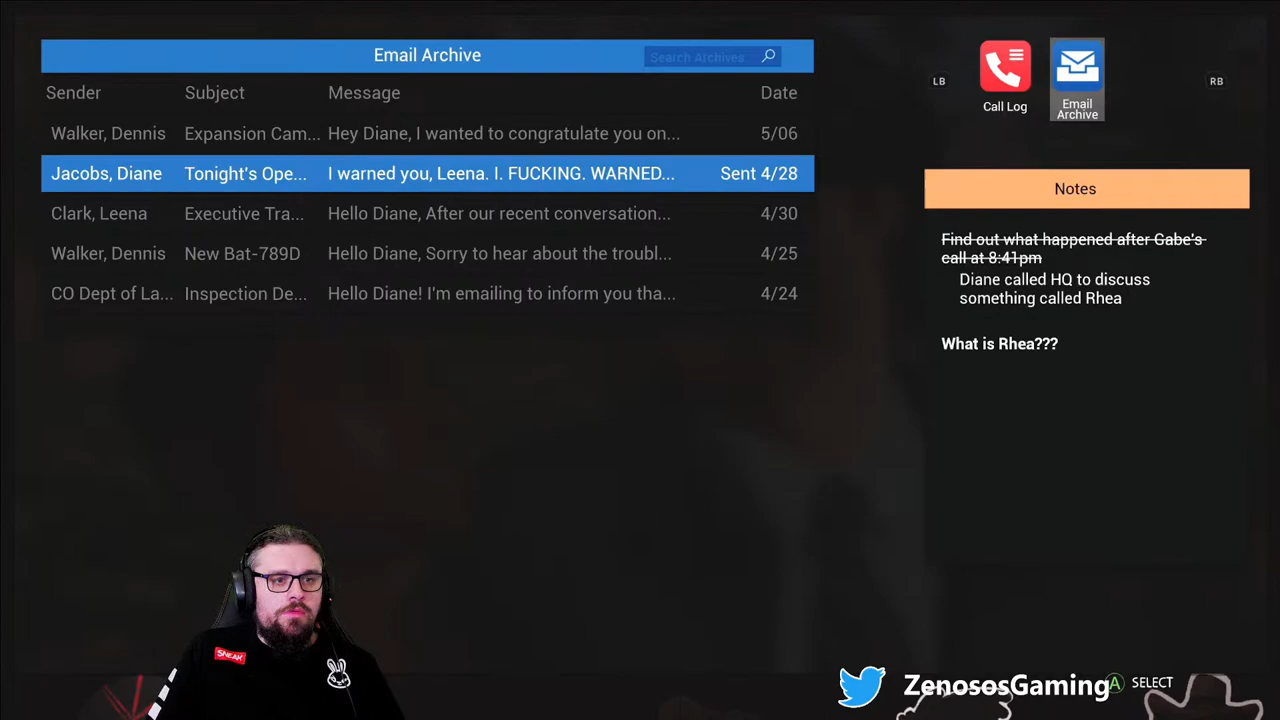 Email Archive
Search Archives
Sender Subject Message Date
Walker, Dennis Expansion Cam... Hey Diane, I wanted to congratulate you on... 5/06
Jacobs, Diane Tonight's Ope... I warned you, Leena. I. FUCKING. WARNED... Sent 4/28
Clark, Leena Executive Tra... Hello Diane, After our recent conversation... 4/30
Walker, Dennis New Bat-789D Hello Diane, Sorry to hear about the troubl... 4/25
CO Dept of La... Inspection De... Hello Diane! I'm emailing to inform you tha... 4/24
LB
Call Log
Email
Archive
RB
Notes
Find out what happened after Gabe's
call at 8:41pm
Diane called HQ to discuss
something called Rhea
What is Rhea???
SNEAK
ZenososGaming
A SELECT